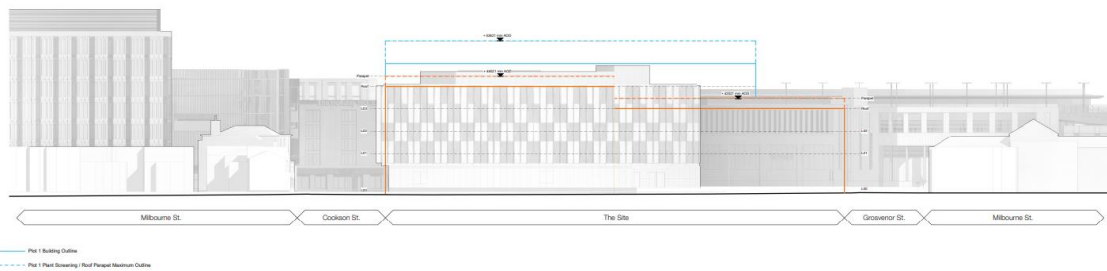 Parapet
Roof
L03
L02
L01
L00
Parapet
Roof
L02
L01
L00
Milbourne St.
Cookson St.
The Site
Grosvenor St.
Milbourne St.
Plot 1 Building Outline
Plot 1 Plant Screening / Roof Parapet Maximum Outline